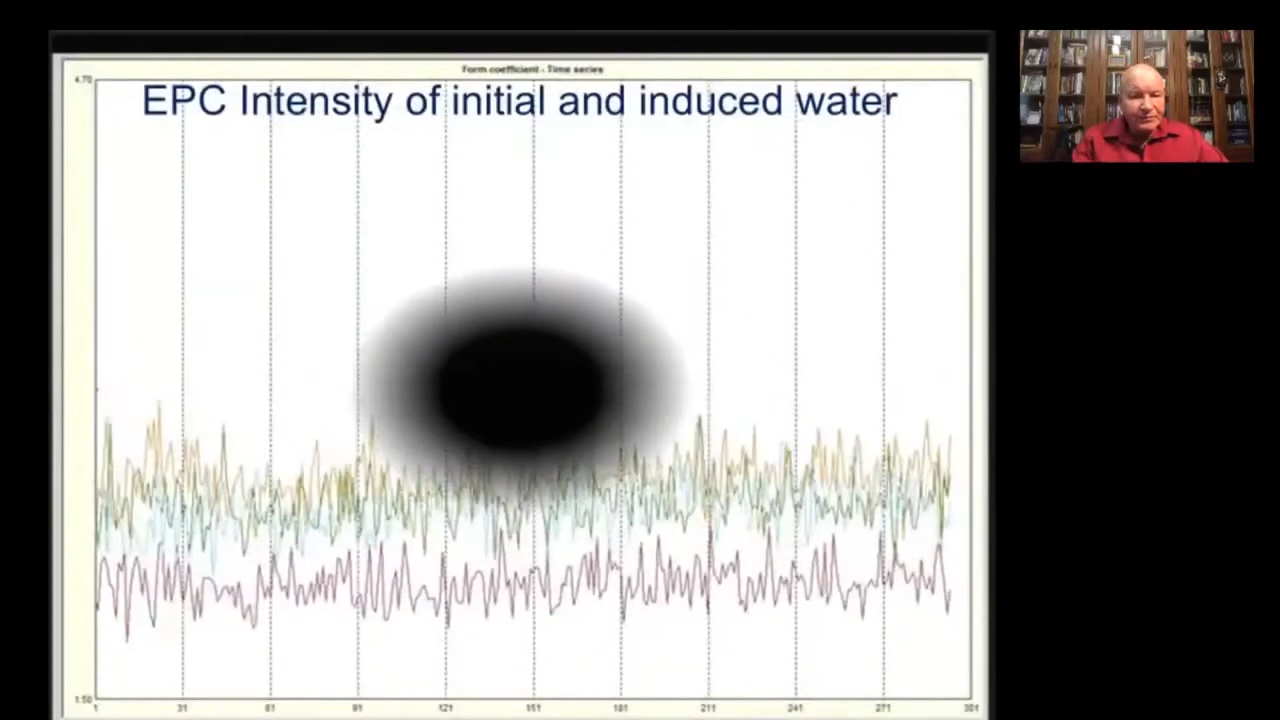 Form coefficient - Time series
4.70
EPC Intensity of initial and induced water
1.50
1 31 61 91 121 151 181 211 241 271 301